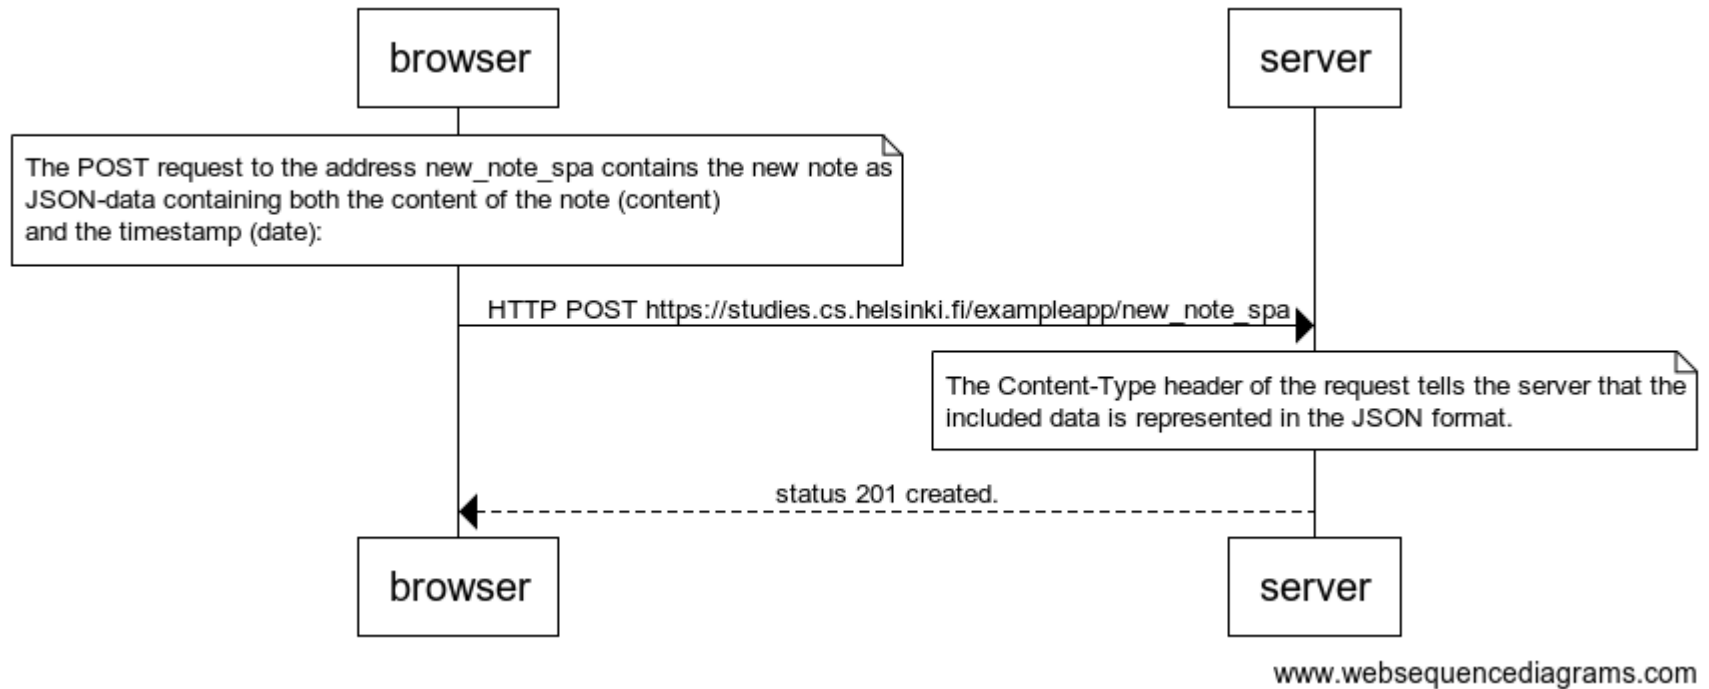 browser
server
The POST request to the address new_note_spa contains the new note as
JSON-data containing both the content of the note (content)
and the timestamp (date):
HTTP POST https://studies.cs.helsinki.fi/exampleapp/new_note_spa
The Content-Type header of the request tells the server that the
included data is represented in the JSON format.
status 201 created.
browser
server
www.websequencediagrams.com